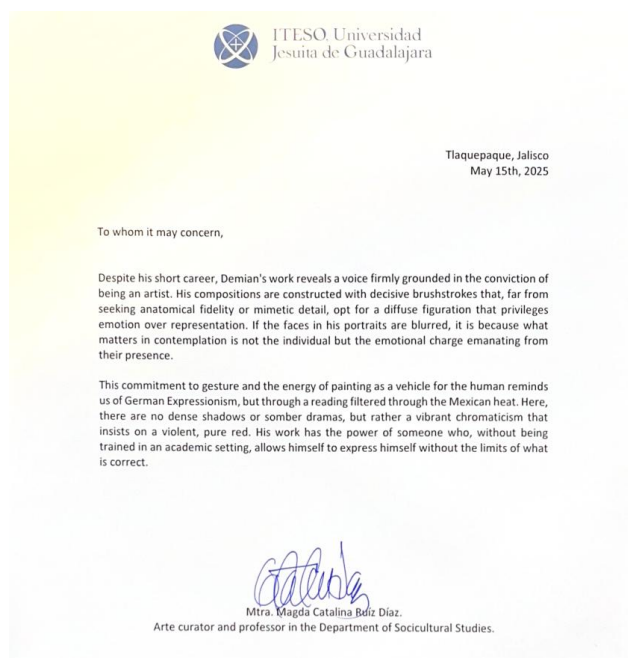 ITESO, Universidad
Jesuita de Guadalajara
Tlaquepaque, Jalisco
May 15th, 2025
To whom it may concern,
Despite his short career, Demian's work reveals a voice firmly grounded in the conviction of
being an artist. His compositions are constructed with decisive brushstrokes that, far from
seeking anatomical fidelity or mimetic detail, opt for a diffuse figuration that privileges
emotion over representation. If the faces in his portraits are blurred, it is because what
matters in contemplation is not the individual but the emotional charge emanating from
their presence.
This commitment to gesture and the energy of painting as a vehicle for the human reminds
us of German Expressionism, but through a reading filtered through the Mexican heat. Here,
there are no dense shadows or somber dramas, but rather a vibrant chromaticism that
insists on a violent, pure red. His work has the power of someone who, without being
trained in an academic setting, allows himself to express himself without the limits of what
is correct.
Mtra. Magda Catalina Ruíz Díaz.
Arte curator and professor in the Department of Socicultural Studies.